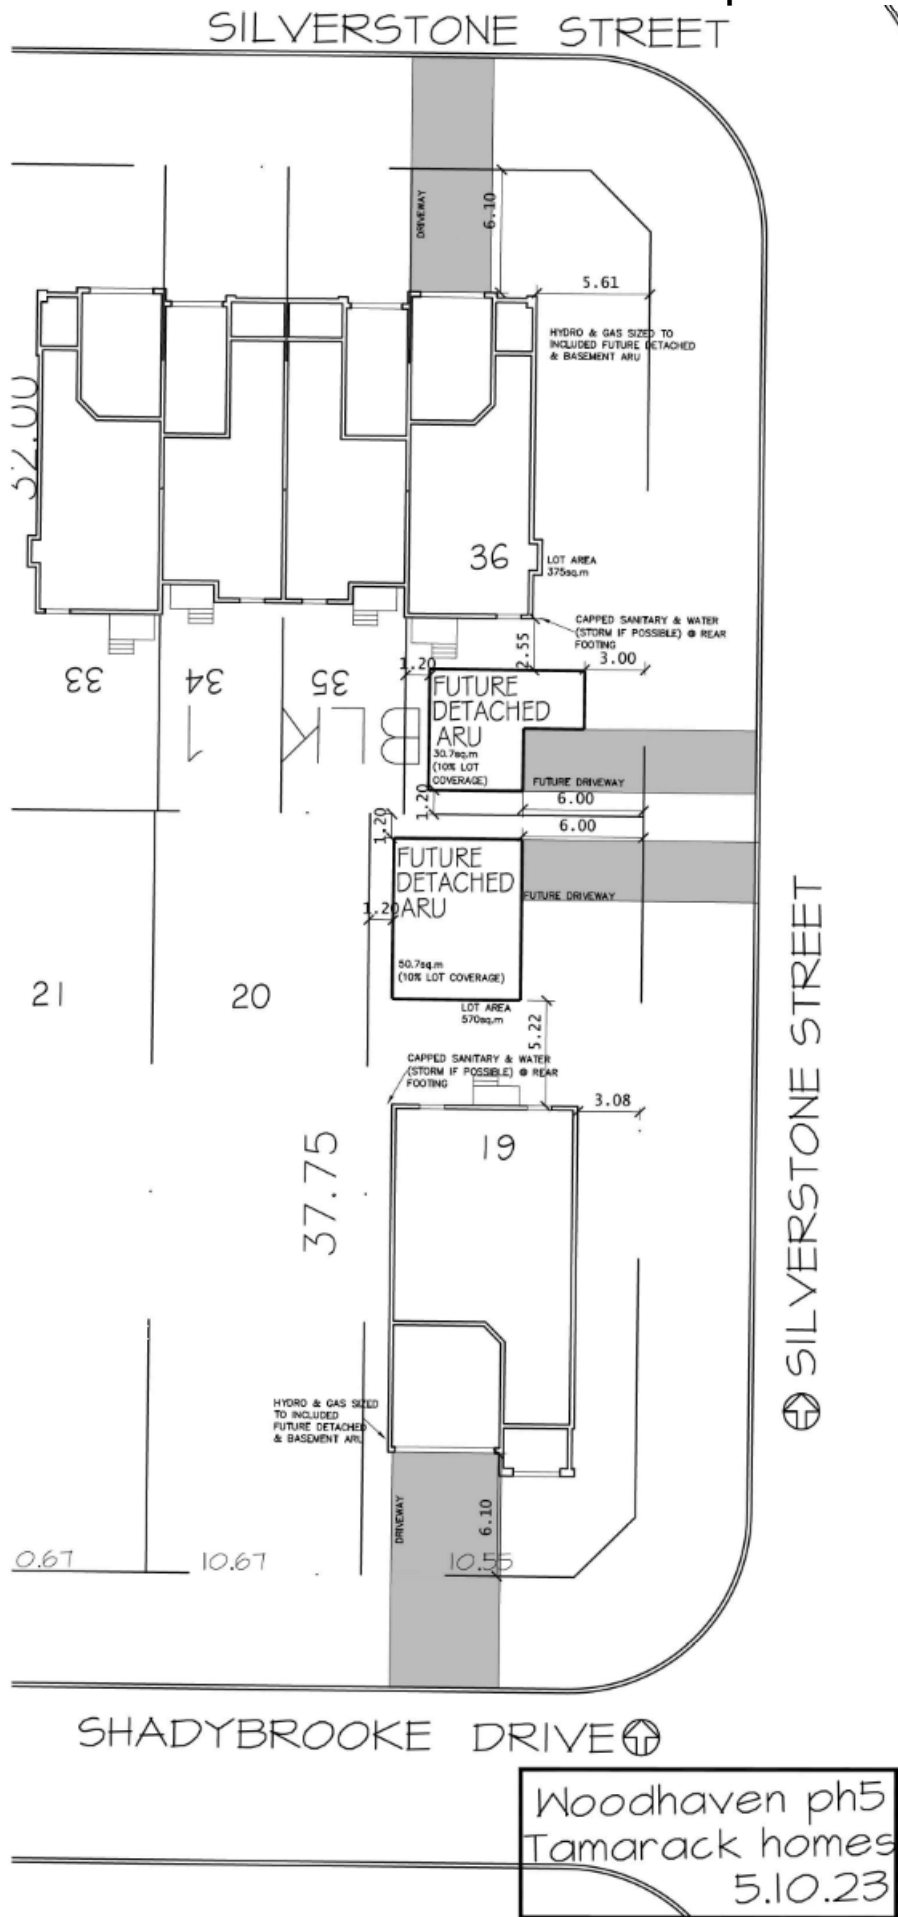 SILVERSTONE STREET
DRIVEWAY
6.10
5.61
HYDRO & GAS SIZED TO
INCLUDED FUTURE DETACHED
& BASEMENT ARU
32.00
36
LOT AREA
375sq.m
CAPPED SANITARY & WATER
(STORM IF POSSIBLE) @ REAR
FOOTING
2.55
3.00
1.20
33
34
35
BLK
FUTURE
DETACHED
ARU
30.7sq.m
(10% LOT
COVERAGE)
FUTURE DRIVEWAY
1.20
6.00
1.20
6.00
FUTURE
DETACHED
ARU
1.20
FUTURE DRIVEWAY
50.7sq.m
(10% LOT COVERAGE)
21
20
LOT AREA
570sq.m
5.22
CAPPED SANITARY & WATER
(STORM IF POSSIBLE) @ REAR
FOOTING
3.08
19
37.75
SILVERSTONE STREET
HYDRO & GAS SIZED
TO INCLUDED
FUTURE DETACHED
& BASEMENT ARU
DRIVEWAY
6.10
0.67
10.67
10.55
SHADYBROOKE DRIVE
Woodhaven ph5
Tamarack homes
5.10.23